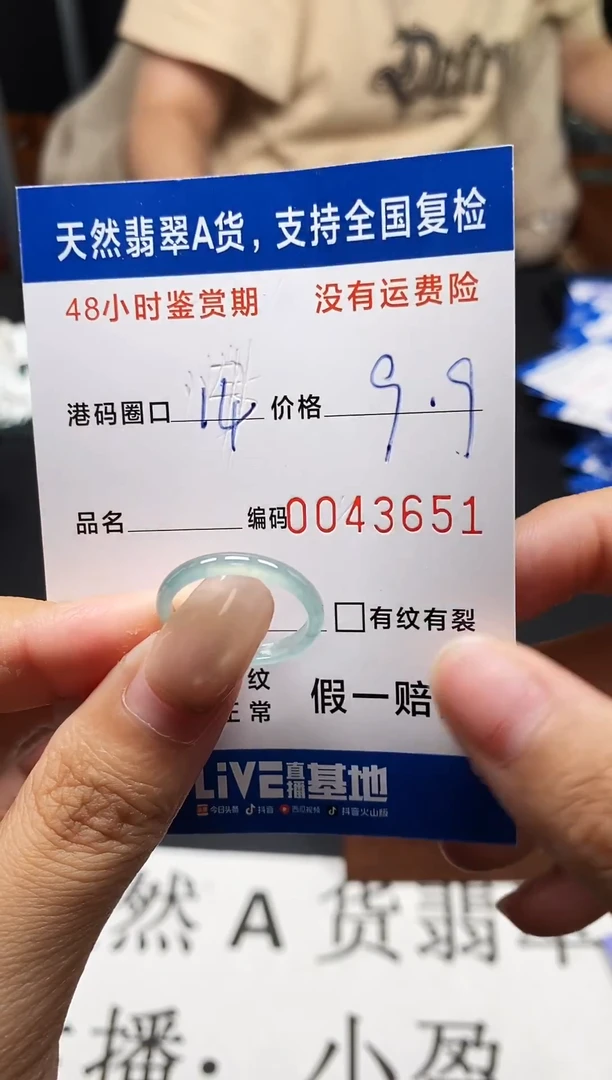 天然翡翠A货，支持全国复检
48小时鉴赏期 没有运费险
港码圈口 14 价格 9.9
品名 编码0043651
有纹有裂
纹
正常 假一赔
LiVE直播基地
今日头条 抖音 西瓜视频 抖音火山版
然 A 货翡翠
播：小盈